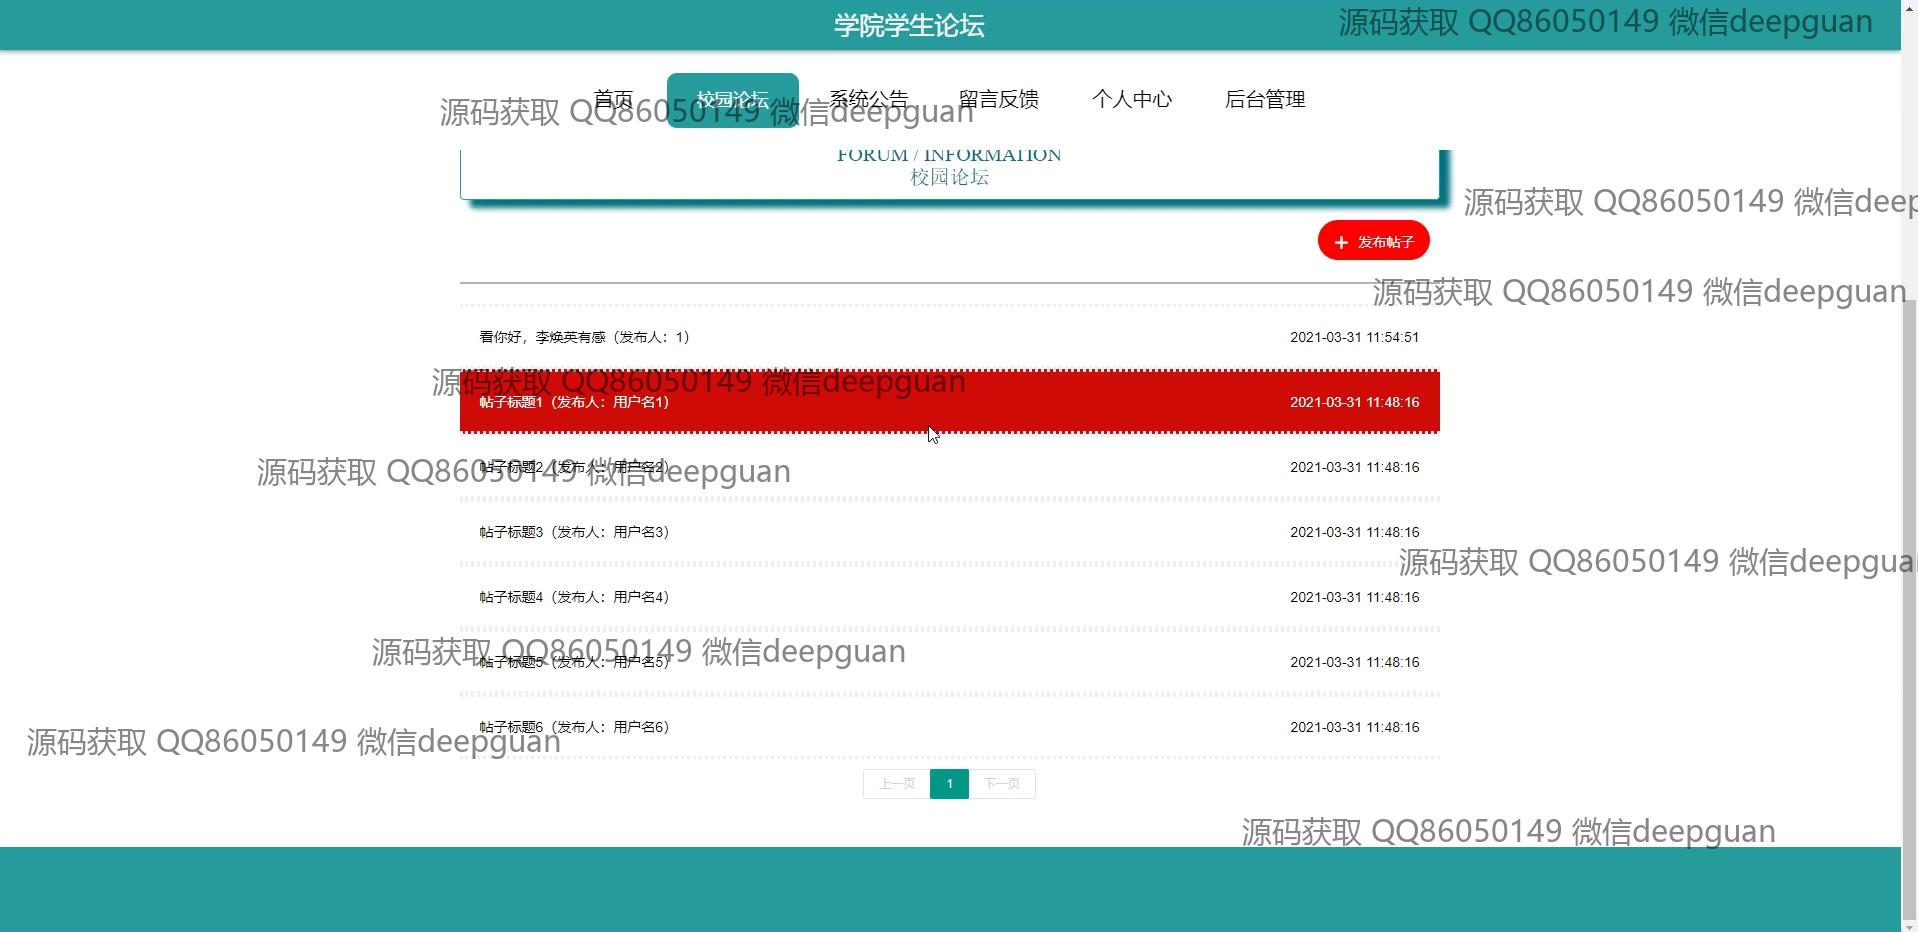 学院学生论坛
源码获取 QQ86050149 微信deepguan
首页 校园论坛 系统公告 留言反馈 个人中心 后台管理
源码获取 QQ86050149 微信deepguan
FORUM / INFORMATION
校园论坛
源码获取 QQ86050149 微信deep
+ 发布帖子
源码获取 QQ86050149 微信deepguan
看你好，李焕英有感（发布人：1） 2021-03-31 11:54:51
源码获取 QQ86050149 微信deepguan
帖子标题1（发布人：用户名1） 2021-03-31 11:48:16
帖子标题2（发布人：用户名2） 2021-03-31 11:48:16
源码获取 QQ86050149 微信deepguan
帖子标题3（发布人：用户名3） 2021-03-31 11:48:16
源码获取 QQ86050149 微信deepgua
帖子标题4（发布人：用户名4） 2021-03-31 11:48:16
源码获取 QQ86050149 微信deepguan
帖子标题5（发布人：用户名5） 2021-03-31 11:48:16
帖子标题6（发布人：用户名6） 2021-03-31 11:48:16
源码获取 QQ86050149 微信deepguan
上一页 1 下一页
源码获取 QQ86050149 微信deepguan